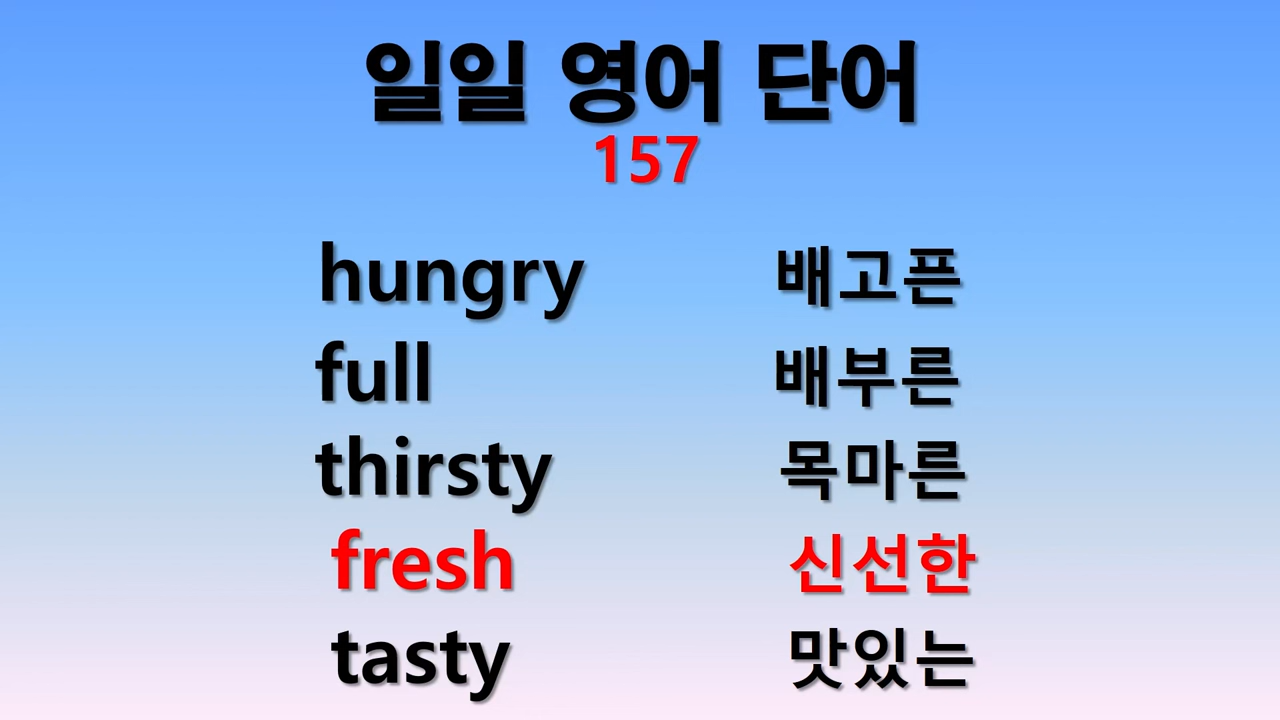 일일 영어 단어
157
hungry 배고픈
full 배부른
thirsty 목마른
fresh 신선한
tasty 맛있는